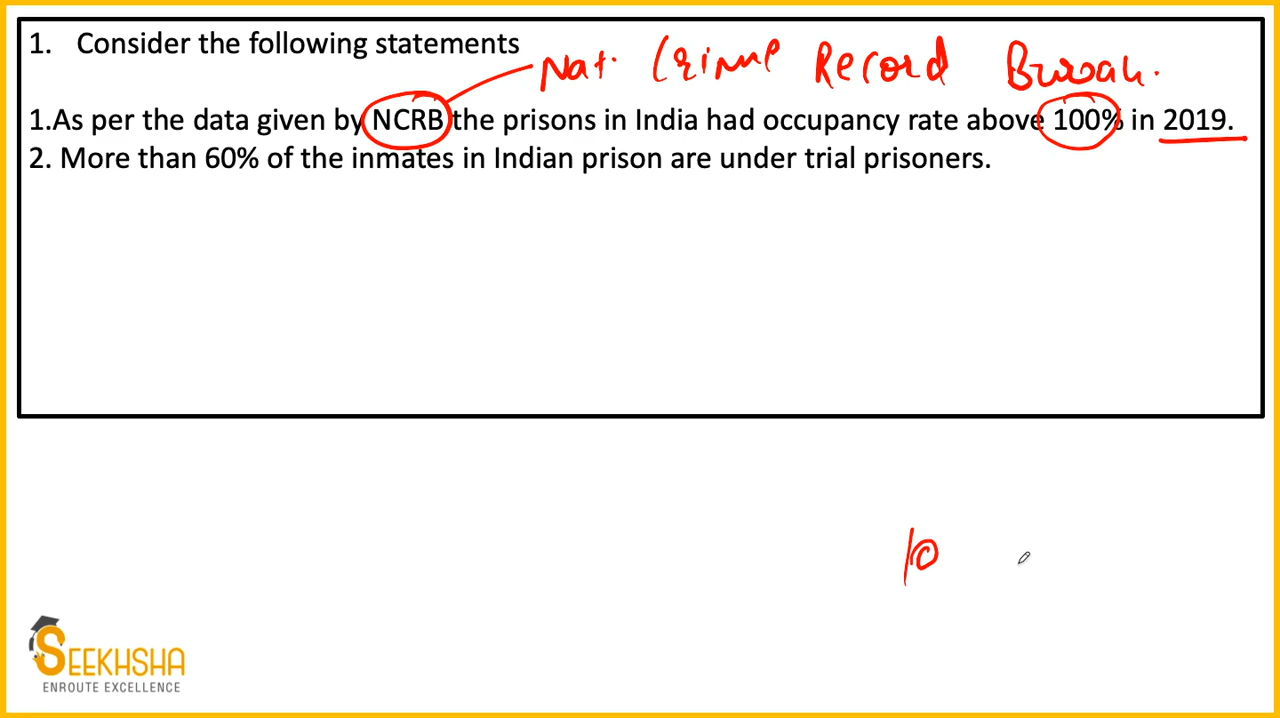 1. Consider the following statements
Nat. Crime Record Bureau.
1.As per the data given by NCRB the prisons in India had occupancy rate above 100% in 2019.
2. More than 60% of the inmates in Indian prison are under trial prisoners.
10
SEEKHSHA
ENROUTE EXCELLENCE